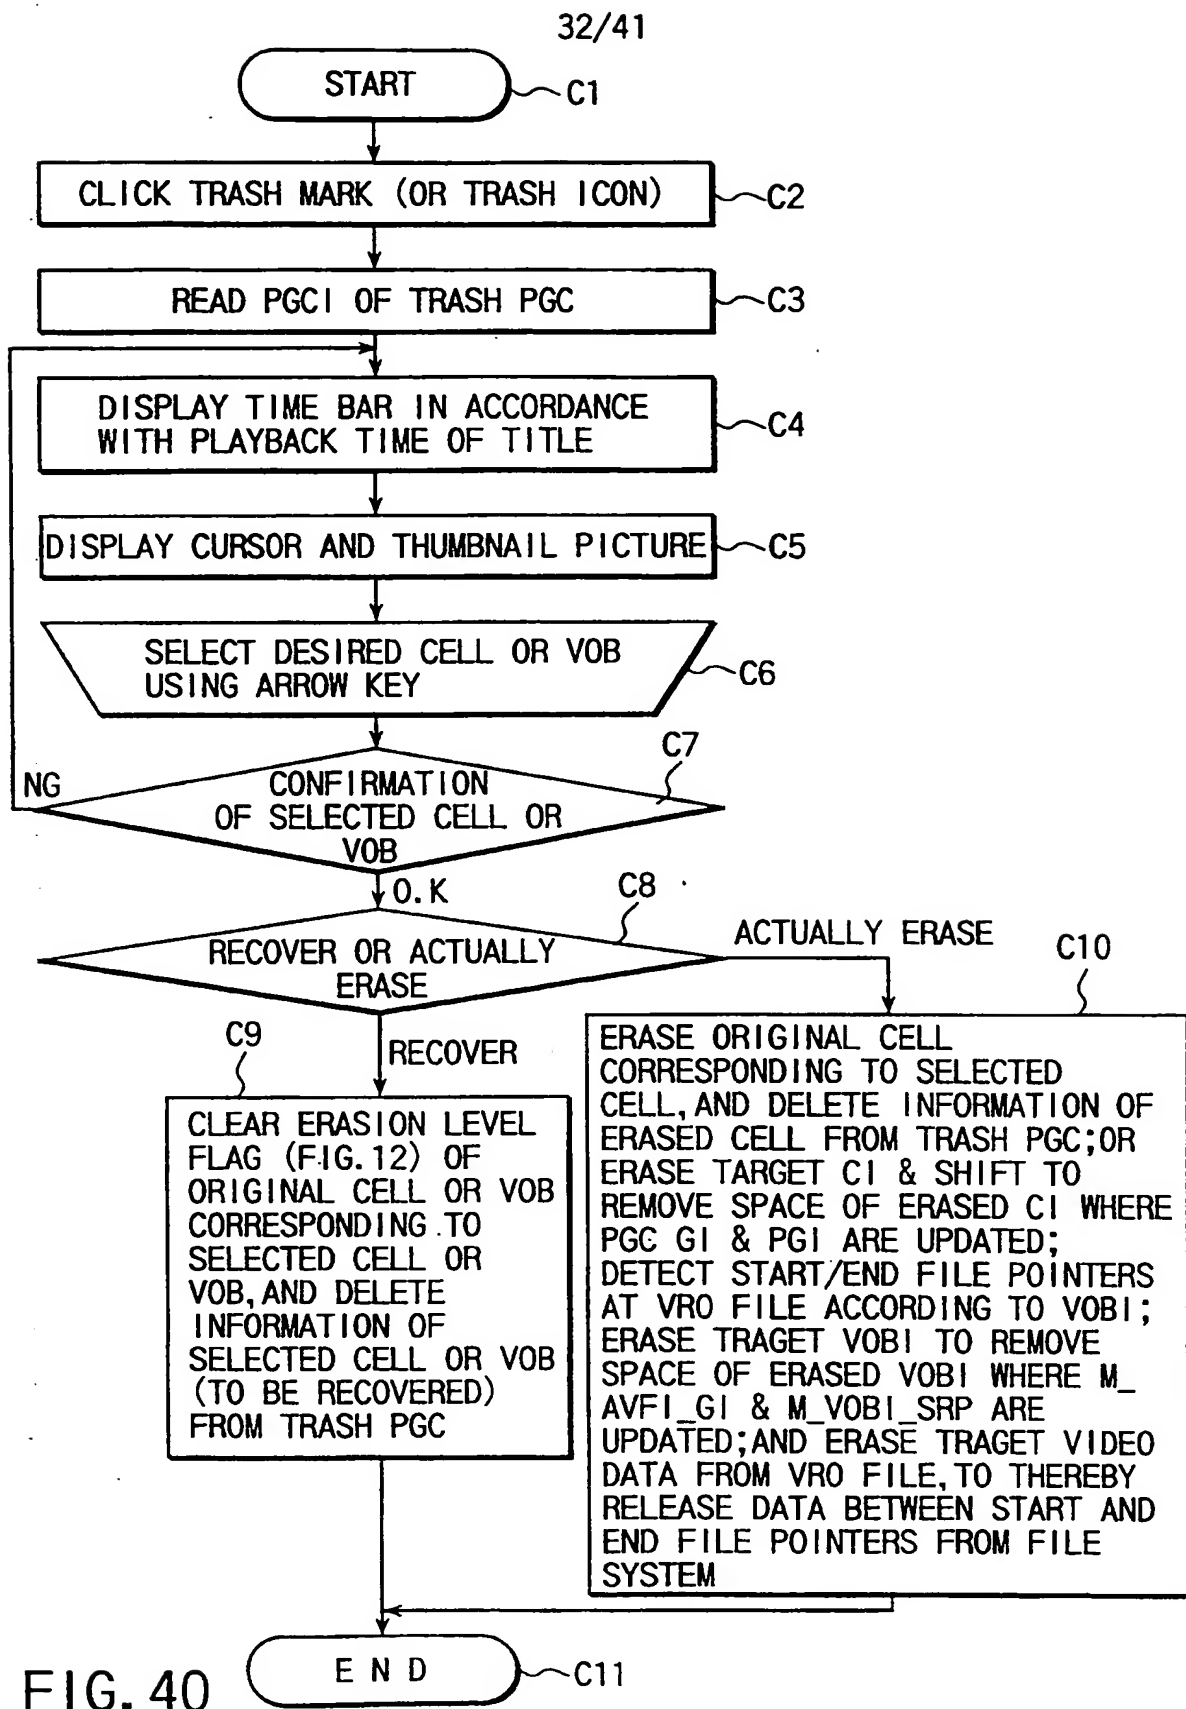 32/41
START
C1
CLICK TRASH MARK (OR TRASH ICON)
C2
READ PGCI OF TRASH PGC
C3
DISPLAY TIME BAR IN ACCORDANCE
WITH PLAYBACK TIME OF TITLE
C4
DISPLAY CURSOR AND THUMBNAIL PICTURE
C5
SELECT DESIRED CELL OR VOB
USING ARROW KEY
C6
C7
NG
CONFIRMATION
OF SELECTED CELL OR
VOB
O.K
C8
RECOVER OR ACTUALLY
ERASE
ACTUALLY ERASE
C10
C9
RECOVER
CLEAR ERASION LEVEL
FLAG (FIG.12) OF
ORIGINAL CELL OR VOB
CORRESPONDING TO
SELECTED CELL OR
VOB, AND DELETE
INFORMATION OF
SELECTED CELL OR VOB
(TO BE RECOVERED)
FROM TRASH PGC
ERASE ORIGINAL CELL
CORRESPONDING TO SELECTED
CELL, AND DELETE INFORMATION OF
ERASED CELL FROM TRASH PGC;OR
ERASE TARGET CI & SHIFT TO
REMOVE SPACE OF ERASED CI WHERE
PGC GI & PGI ARE UPDATED;
DETECT START/END FILE POINTERS
AT VRO FILE ACCORDING TO VOBI;
ERASE TRAGET VOBI TO REMOVE
SPACE OF ERASED VOBI WHERE M_
AVFI_GI & M_VOBI_SRP ARE
UPDATED;AND ERASE TRAGET VIDEO
DATA FROM VRO FILE, TO THEREBY
RELEASE DATA BETWEEN START AND
END FILE POINTERS FROM FILE
SYSTEM
END
C11
FIG. 40